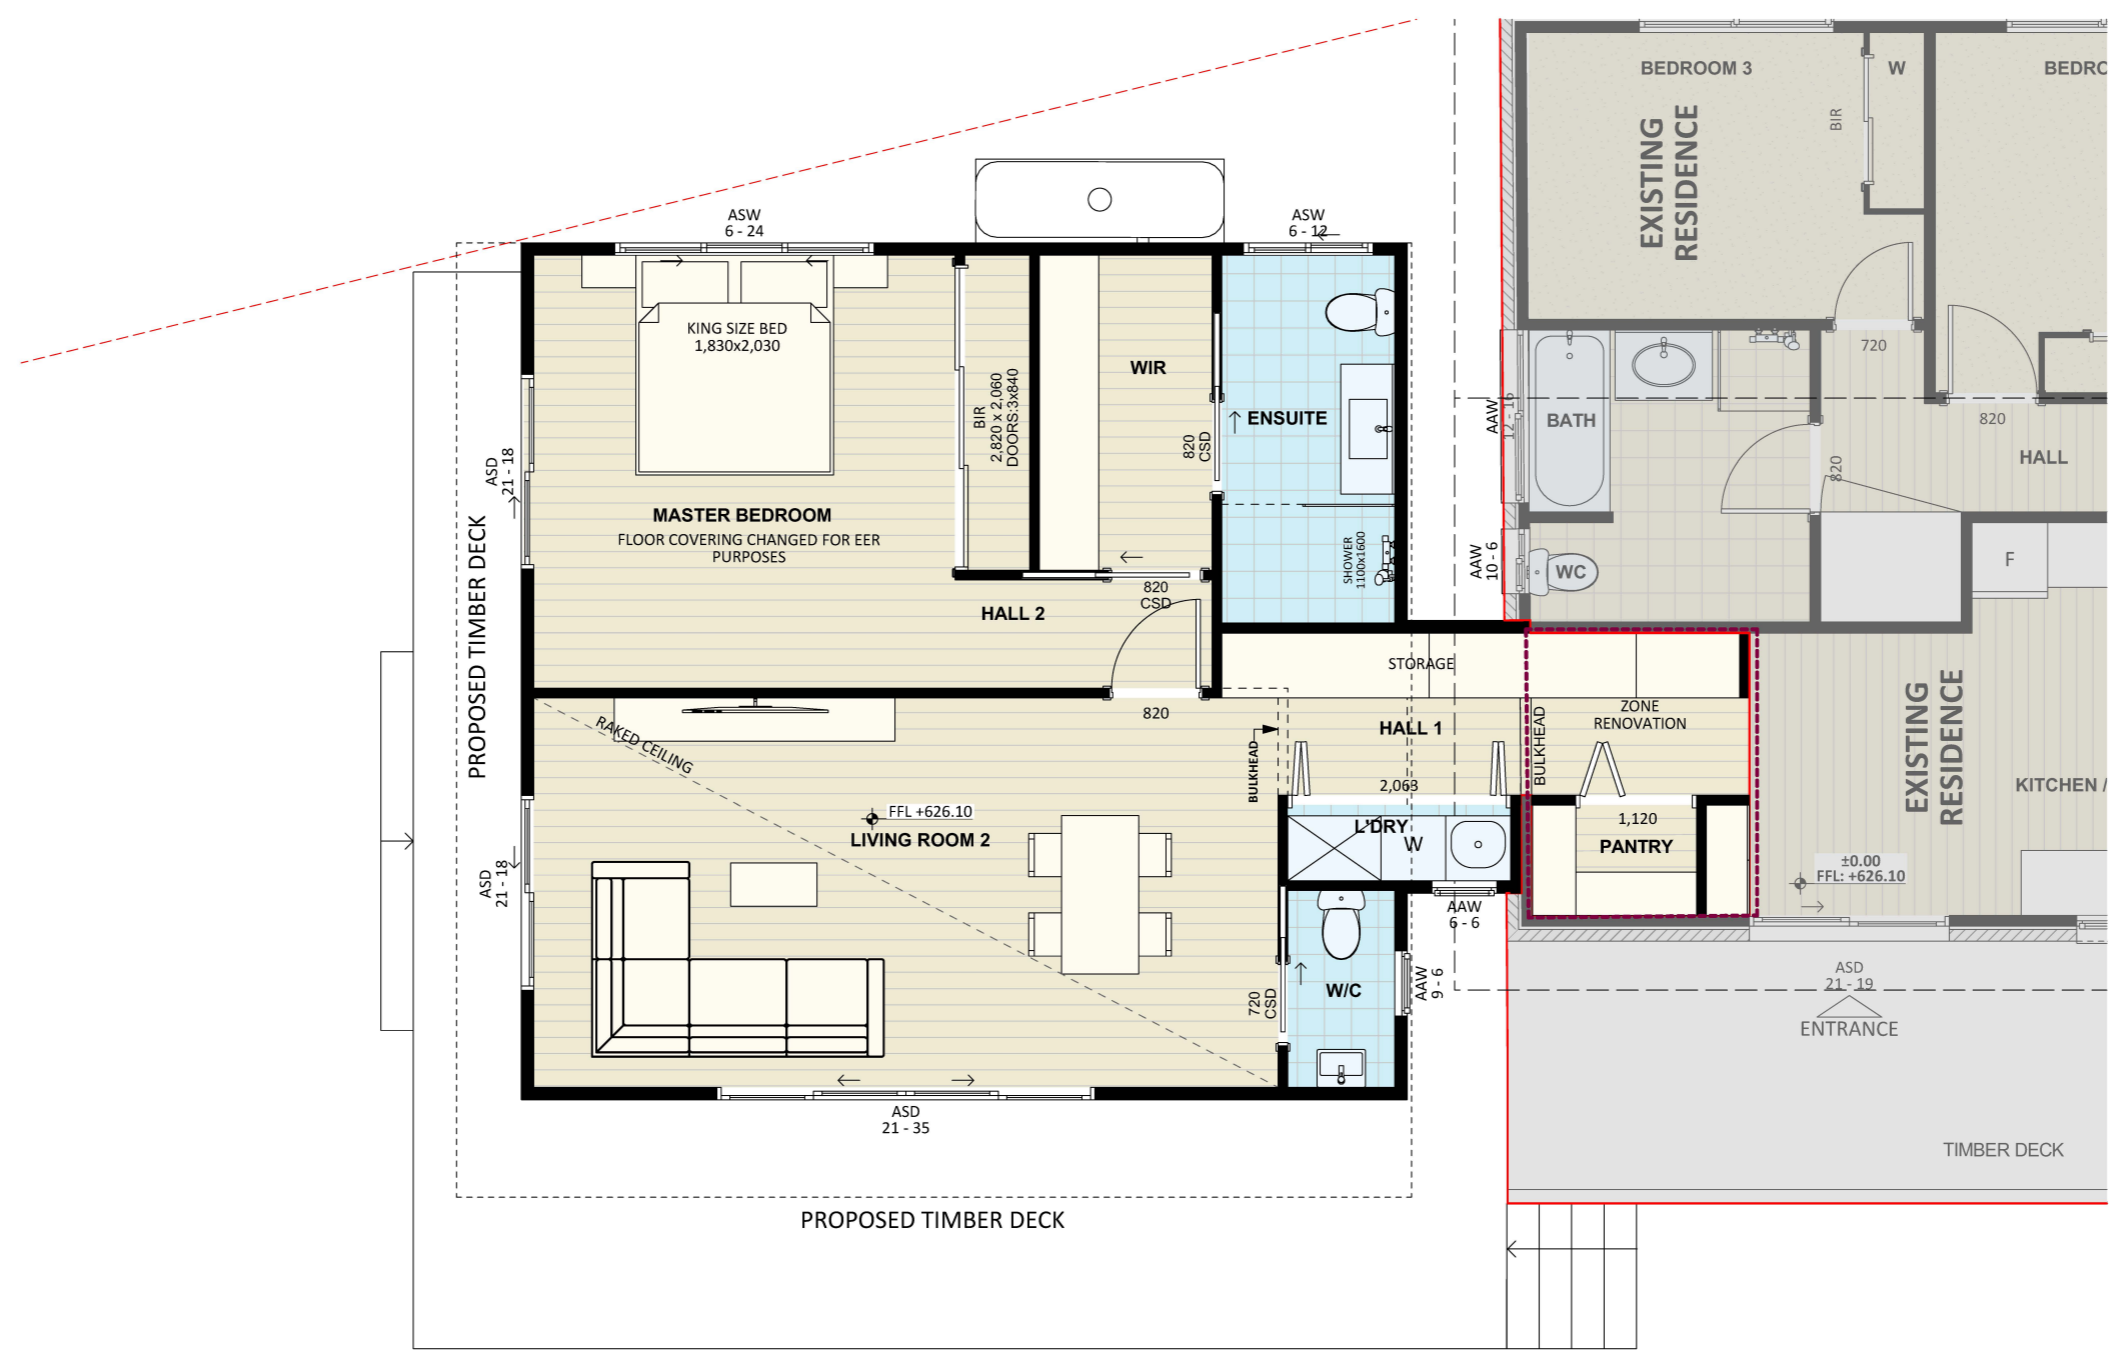 BEDROOM 3
W
BEDRO
BIR
EXISTING
RESIDENCE
ASW
6 - 24
ASW
6 - 12
KING SIZE BED
1,830x2,030
WIR
720
BIR
2,820 x 2,060
DOORS:3x840
ENSUITE
820
CSD
AAW
12 - 16
BATH
820
820
HALL
ASD
21 - 18
MASTER BEDROOM
FLOOR COVERING CHANGED FOR EER
PURPOSES
SHOWER
1100x1600
AAW
10 - 6
WC
F
PROPOSED TIMBER DECK
820
CSD
HALL 2
STORAGE
820
RAKED CEILING
HALL 1
BULKHEAD
BULKHEAD
ZONE
RENOVATION
EXISTING
RESIDENCE
KITCHEN /
2,063
FFL +626.10
LIVING ROOM 2
L'DRY
W
1,120
PANTRY
±0.00
FFL: +626.10
ASD
21 - 18
AAW
6 - 6
720
CSD
W/C
AAW
9 - 6
ASD
21 - 19
ENTRANCE
ASD
21 - 35
TIMBER DECK
PROPOSED TIMBER DECK